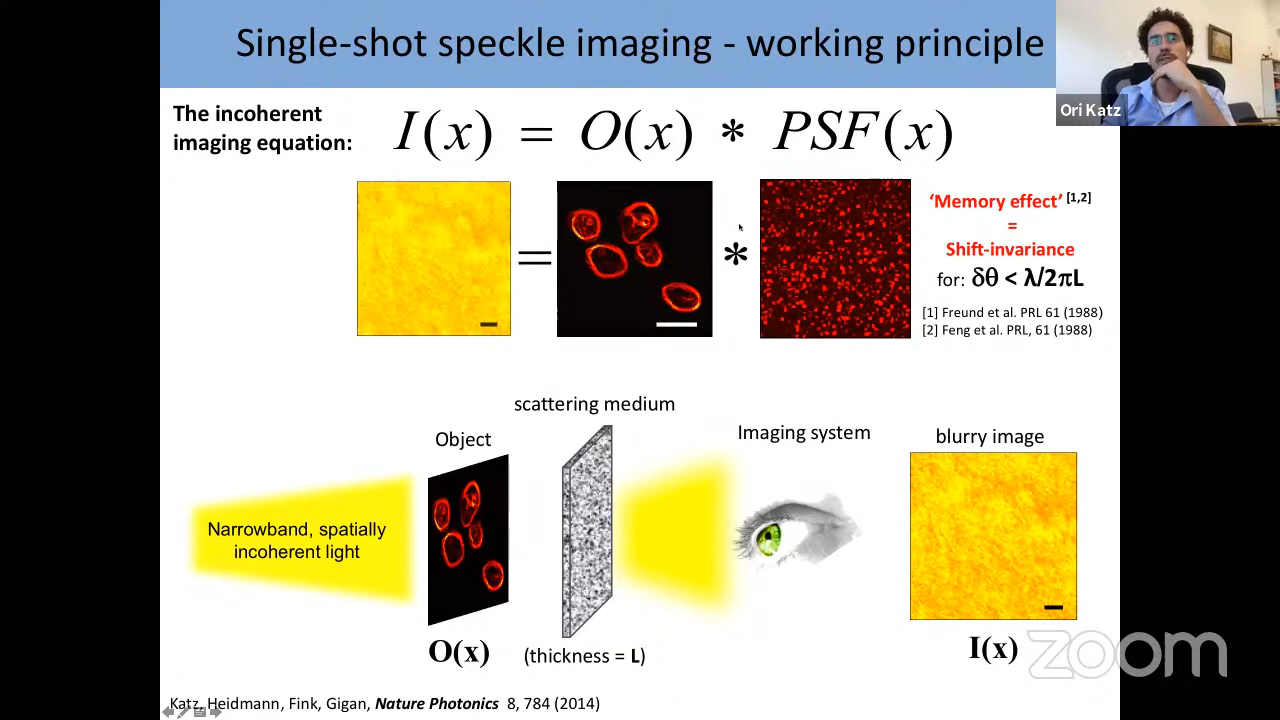 Single-shot speckle imaging - working principle
Ori Katz
The incoherent
imaging equation:
I(x) = O(x) * PSF(x)
= *
‘Memory effect’ [1,2]
=
Shift-invariance
for: δθ < λ/2πL
[1] Freund et al. PRL 61 (1988)
[2] Feng et al. PRL, 61 (1988)
scattering medium
Object
Imaging system
blurry image
Narrowband, spatially
incoherent light
O(x)
(thickness = L)
I(x)
zoom
Katz, Heidmann, Fink, Gigan, Nature Photonics 8, 784 (2014)